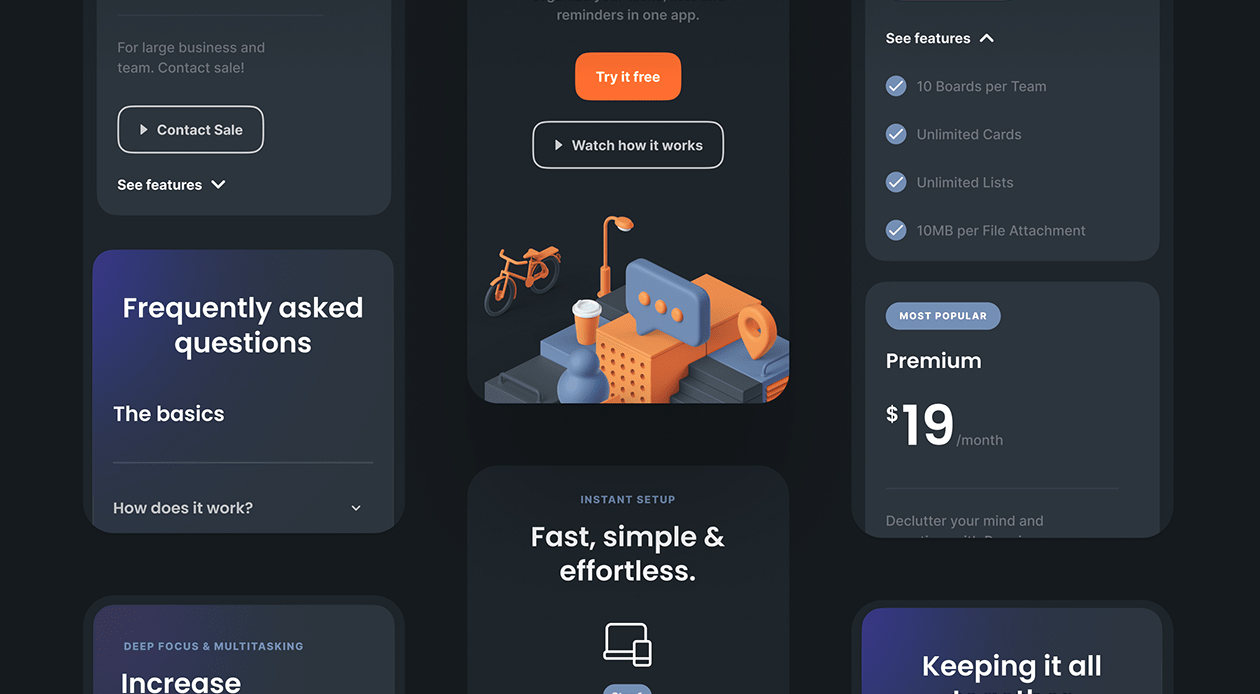 For large business and
team. Contact sale!
Contact Sale
See features
Frequently asked
questions
The basics
How does it work?
DEEP FOCUS & MULTITASKING
Increase
reminders in one app.
Try it free
Watch how it works
INSTANT SETUP
Fast, simple &
effortless.
See features
10 Boards per Team
Unlimited Cards
Unlimited Lists
10MB per File Attachment
MOST POPULAR
Premium
$19/month
Declutter your mind and
Keeping it all